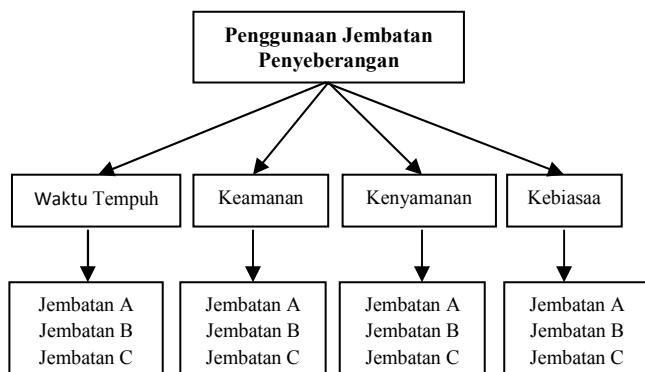 Penggunaan Jembatan
Penyeberangan
Waktu Tempuh
Keamanan
Kenyamanan
Kebiasaa
Jembatan A
Jembatan B
Jembatan C
Jembatan A
Jembatan B
Jembatan C
Jembatan A
Jembatan B
Jembatan C
Jembatan A
Jembatan B
Jembatan C